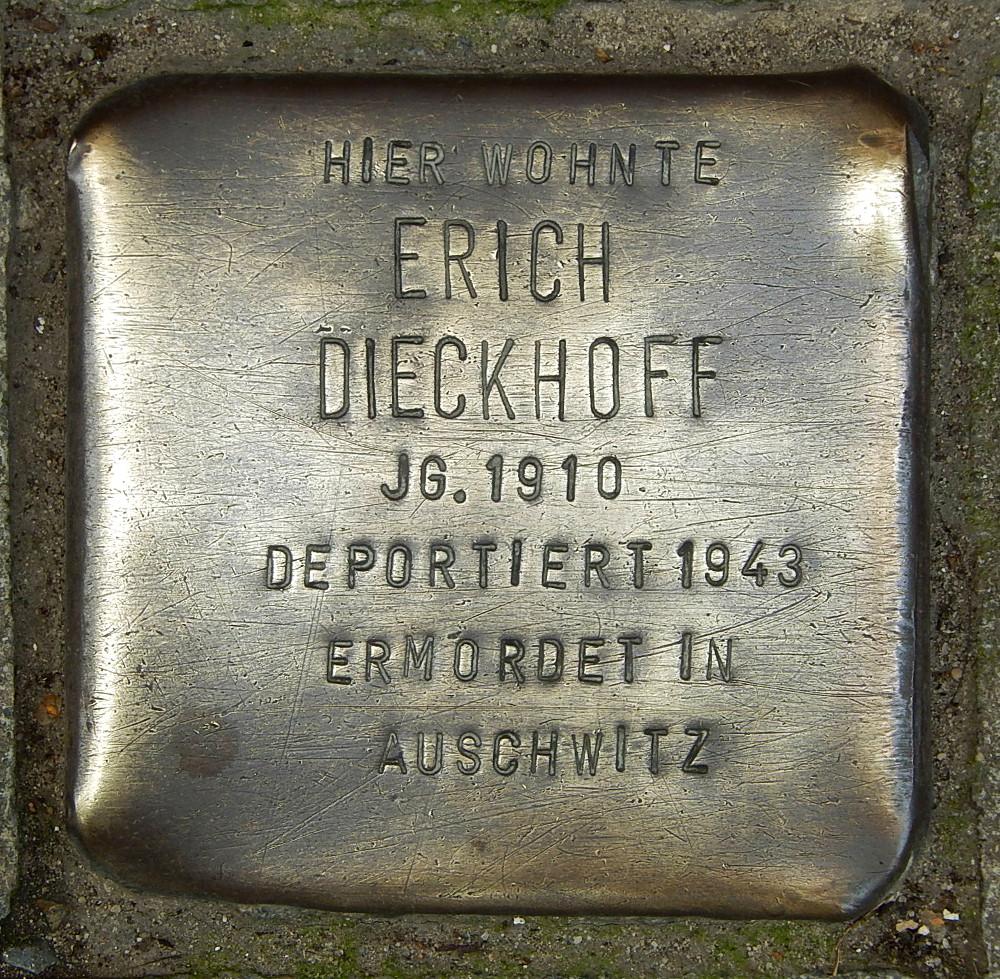 HIER WOHNTE
ERICH
DIECKHOFF
JG. 1910
DEPORTIERT 1943
ERMORDET IN
AUSCHWITZ